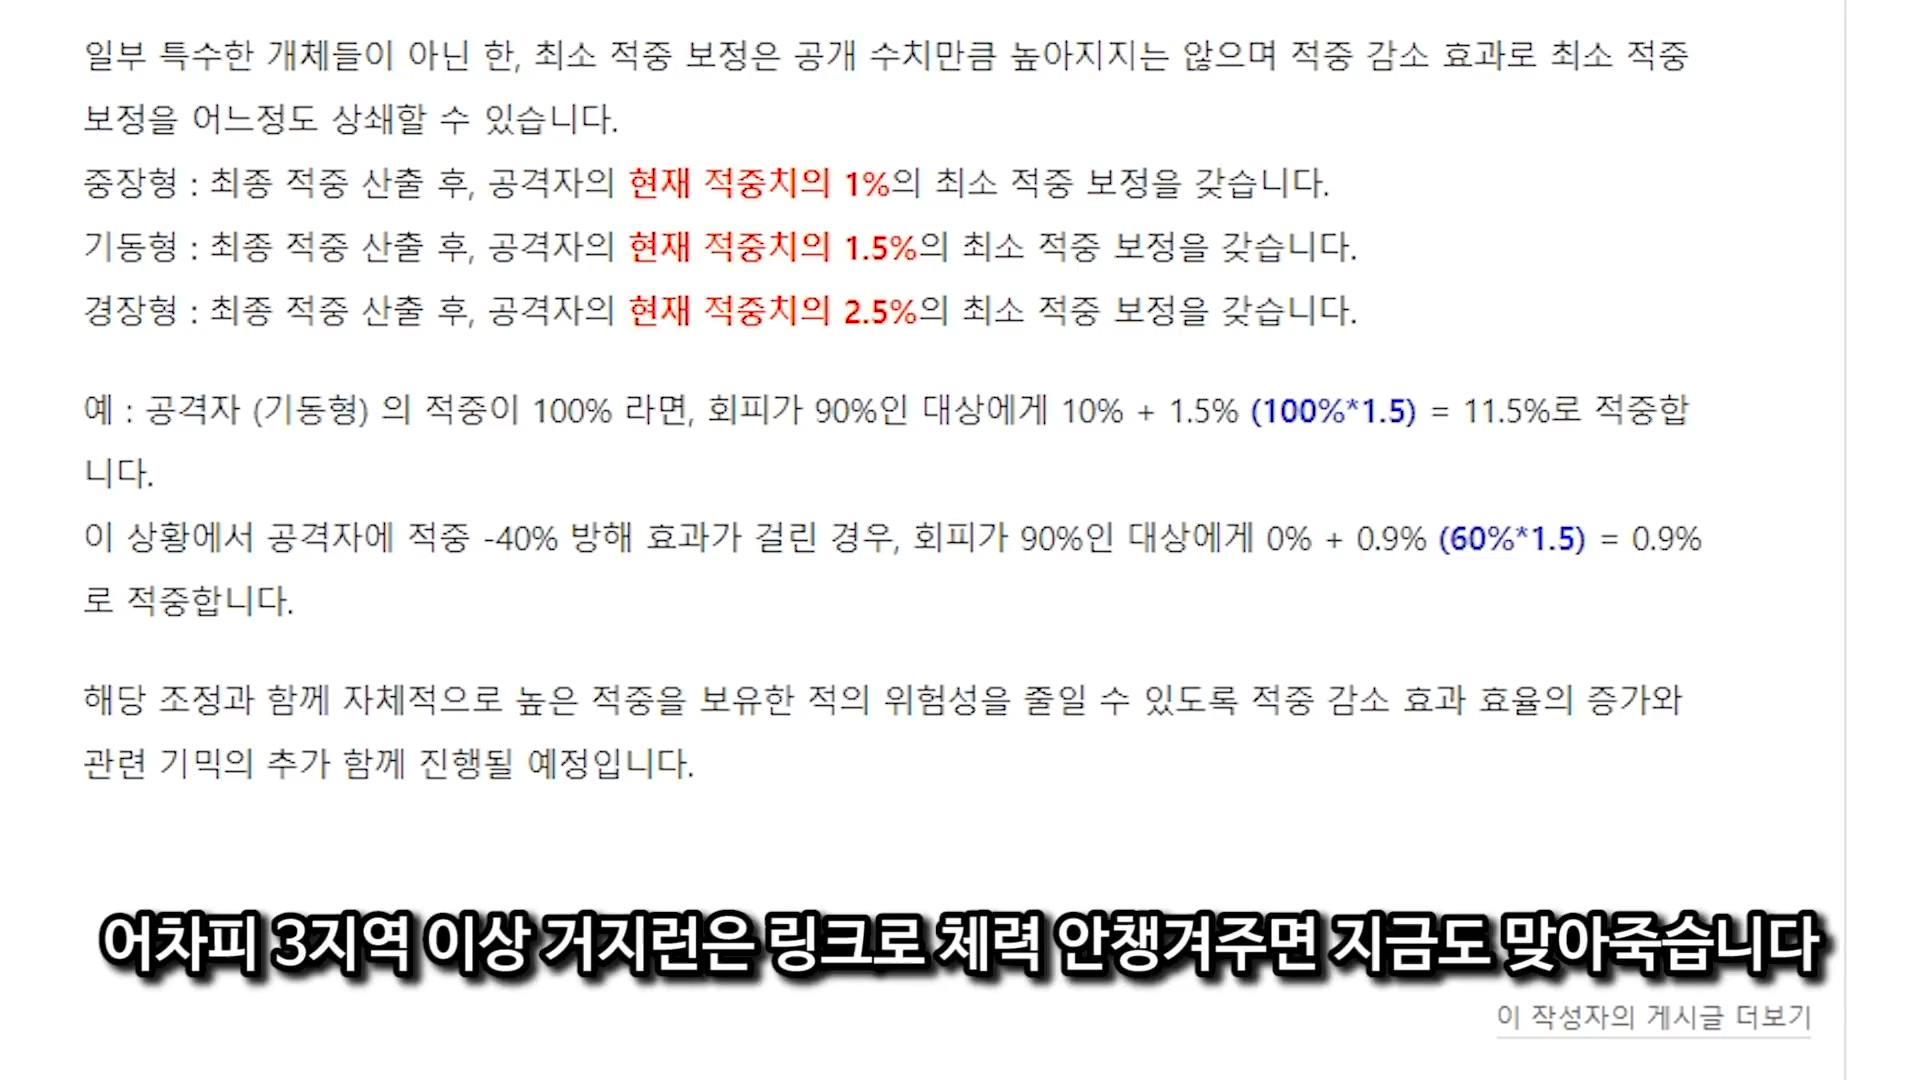 일부 특수한 개체들이 아닌 한, 최소 적중 보정은 공개 수치만큼 높아지지는 않으며 적중 감소 효과로 최소 적중
보정을 어느정도 상쇄할 수 있습니다.
중장형 : 최종 적중 산출 후, 공격자의 현재 적중치의 1%의 최소 적중 보정을 갖습니다.
기동형 : 최종 적중 산출 후, 공격자의 현재 적중치의 1.5%의 최소 적중 보정을 갖습니다.
경장형 : 최종 적중 산출 후, 공격자의 현재 적중치의 2.5%의 최소 적중 보정을 갖습니다.
예 : 공격자 (기동형) 의 적중이 100% 라면, 회피가 90%인 대상에게 10% + 1.5% (100%*1.5) = 11.5%로 적중합
니다.
이 상황에서 공격자에 적중 -40% 방해 효과가 걸린 경우, 회피가 90%인 대상에게 0% + 0.9% (60%*1.5) = 0.9%
로 적중합니다.
해당 조정과 함께 자체적으로 높은 적중을 보유한 적의 위험성을 줄일 수 있도록 적중 감소 효과 효율의 증가와
관련 기믹의 추가 함께 진행될 예정입니다.
어차피 3지역 이상 거지런은 링크로 체력 안챙겨주면 지금도 맞아죽습니다
이 작성자의 게시글 더보기